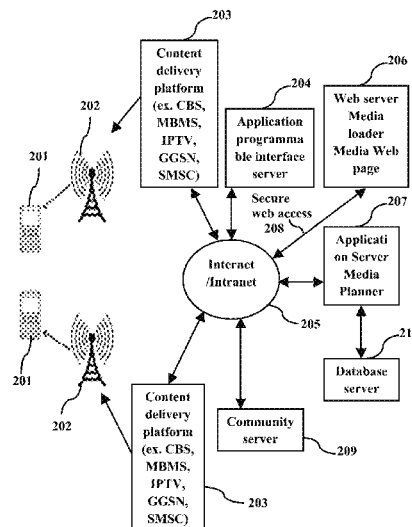 203
Content
delivery
platform
(ex. CBS,
MBMS,
IPTV,
GGSN,
SMSC)
202
201
204
Application
programma
ble interface
server
206
Web server
Media
loader
Media Web
page
Secure
web access
208
207
Applicati
on Server
Media
Planner
Internet
/Intranet
205
21
Database
server
201
202
Content
delivery
platform
(ex. CBS,
MBMS,
IPTV,
GGSN,
SMSC)
203
Community
server
209